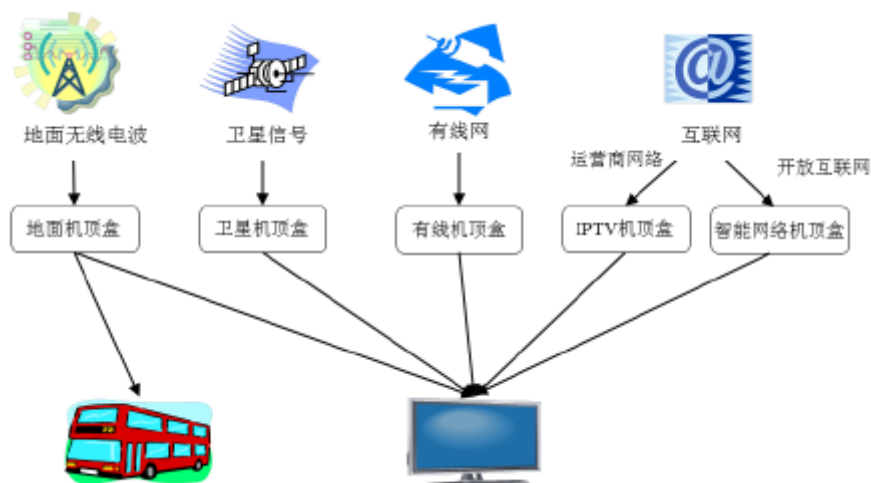 地面无线电波
卫星信号
有线网
互联网
运营商网络
开放互联网
地面机顶盒
卫星机顶盒
有线机顶盒
IPTV机顶盒
智能网络机顶盒